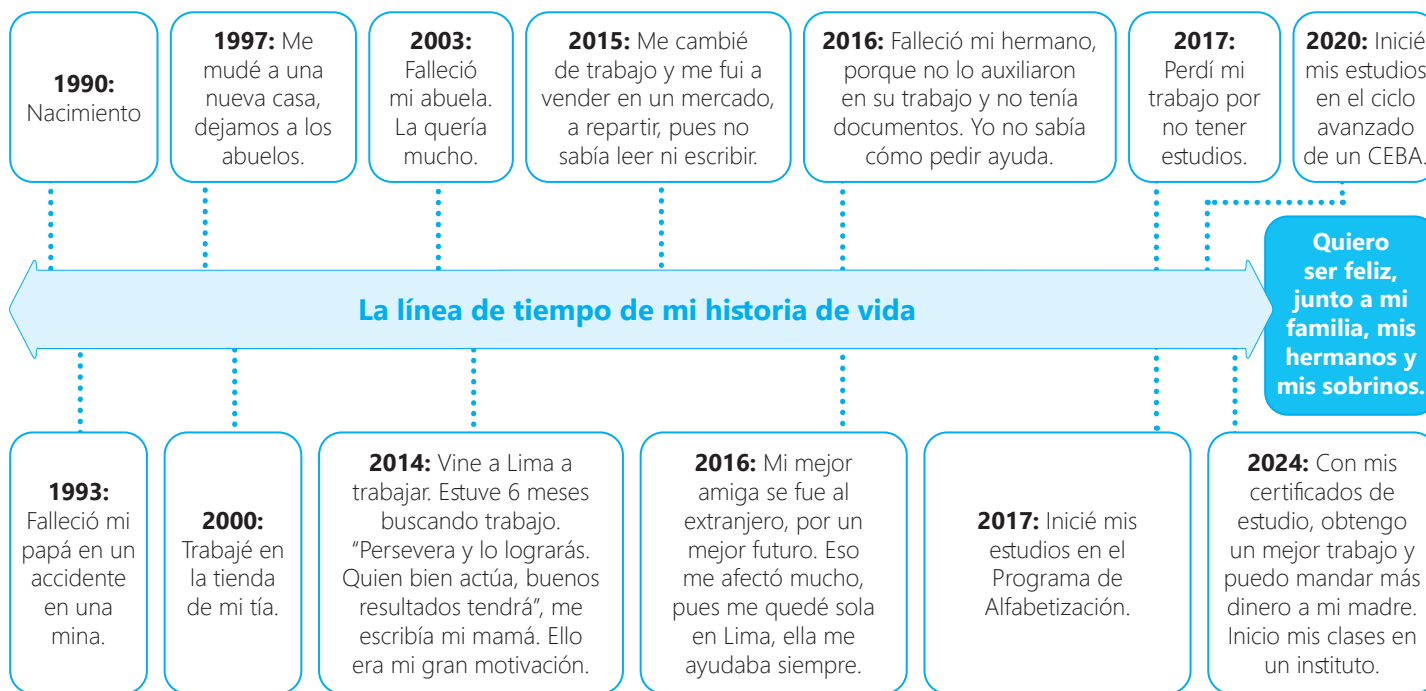 1990:
Nacimiento
1997: Me
mudé a una
nueva casa,
dejamos a los
abuelos.
2003:
Falleció
mi abuela.
La quería
mucho.
2015: Me cambié
de trabajo y me fui a
vender en un mercado,
a repartir, pues no
sabía leer ni escribir.
2016: Falleció mi hermano,
porque no lo auxiliaron
en su trabajo y no tenía
documentos. Yo no sabía
cómo pedir ayuda.
2017:
Perdí mi
trabajo por
no tener
estudios.
2020: Inicié
mis estudios
en el ciclo
avanzado
de un CEBA.
La línea de tiempo de mi historia de vida
Quiero
ser feliz,
junto a mi
familia, mis
hermanos y
mis sobrinos.
1993:
Falleció mi
papá en un
accidente
en una
mina.
2000:
Trabajé en
la tienda
de mi tía.
2014: Vine a Lima a
trabajar. Estuve 6 meses
buscando trabajo.
“Persevera y lo lograrás.
Quien bien actúa, buenos
resultados tendrá”, me
escribía mi mamá. Ello
era mi gran motivación.
2016: Mi mejor
amiga se fue al
extranjero, por un
mejor futuro. Eso
me afectó mucho,
pues me quedé sola
en Lima, ella me
ayudaba siempre.
2017: Inicié mis
estudios en el
Programa de
Alfabetización.
2024: Con mis
certificados de
estudio, obtengo
un mejor trabajo y
puedo mandar más
dinero a mi madre.
Inicio mis clases en
un instituto.